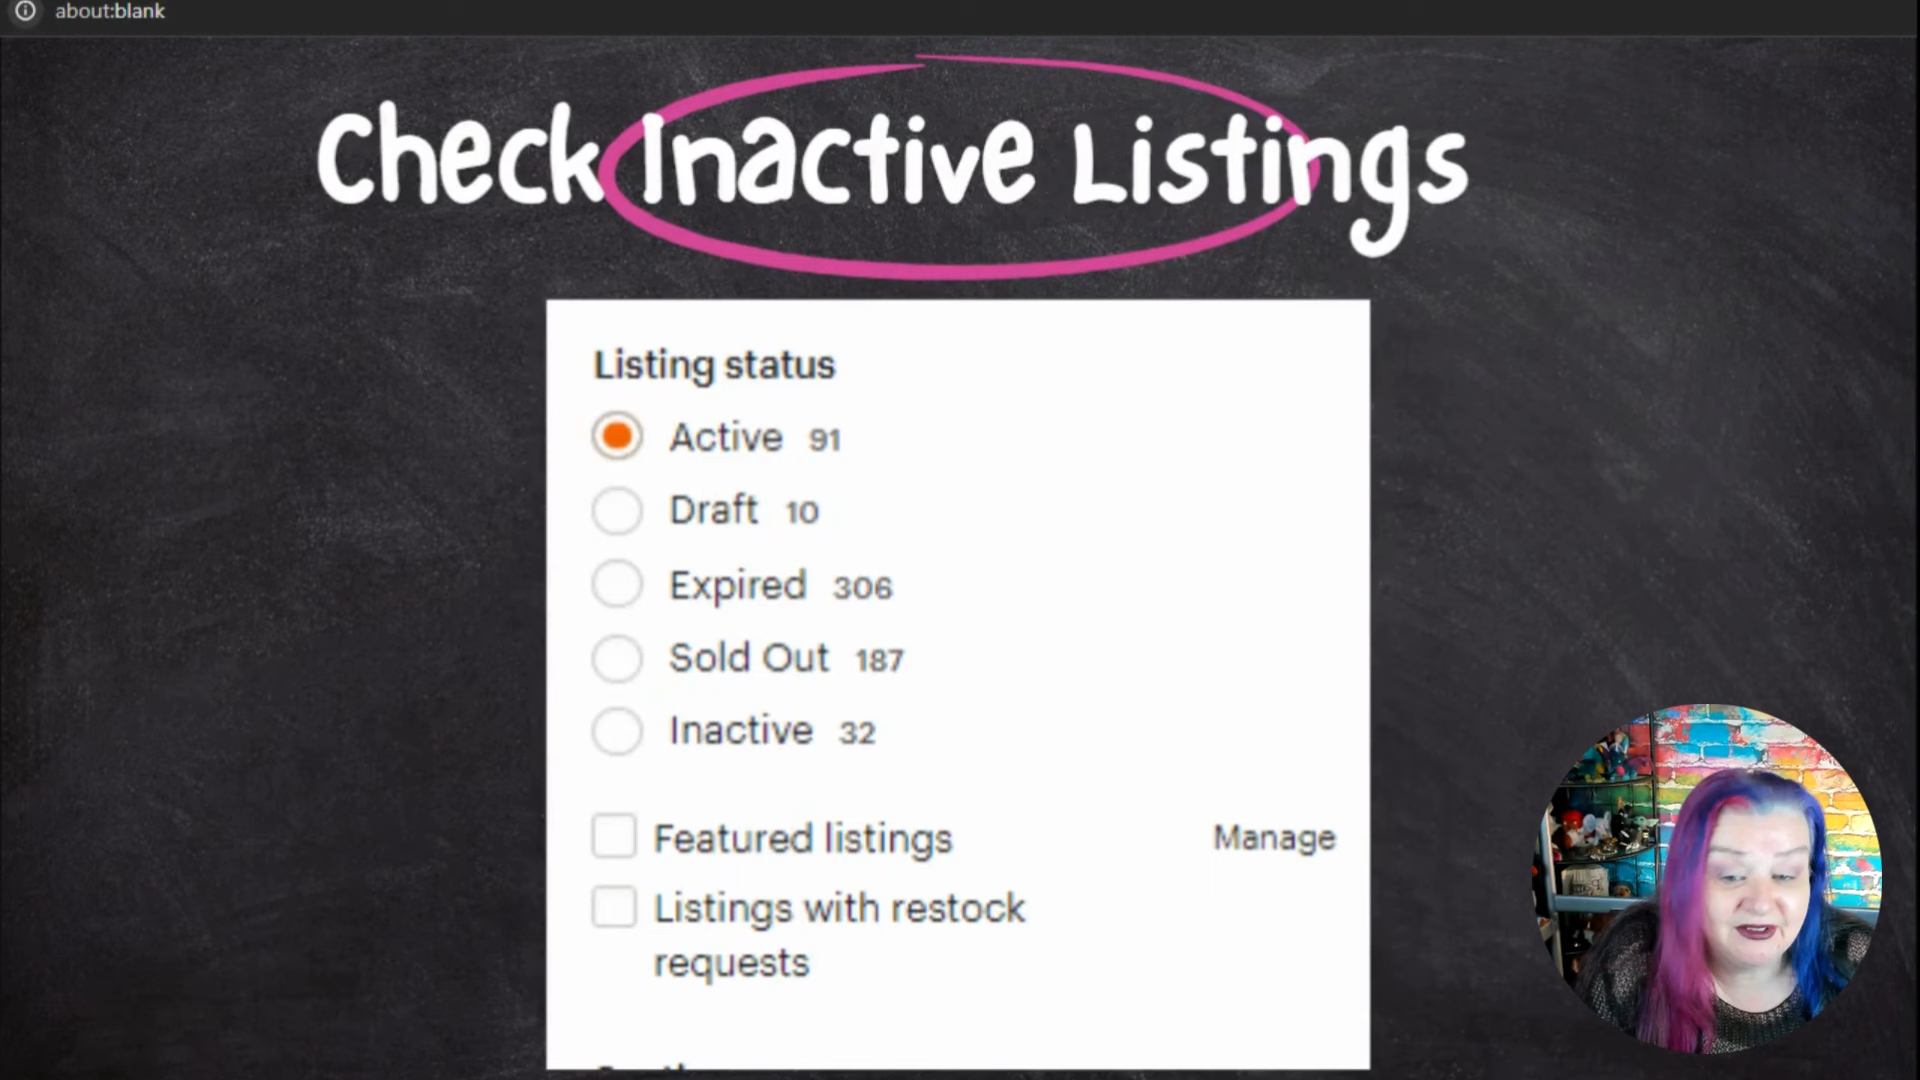 about:blank
Check Inactive Listings
Listing status
Active 91
Draft 10
Expired 306
Sold Out 187
Inactive 32
Featured listings Manage
Listings with restock
requests